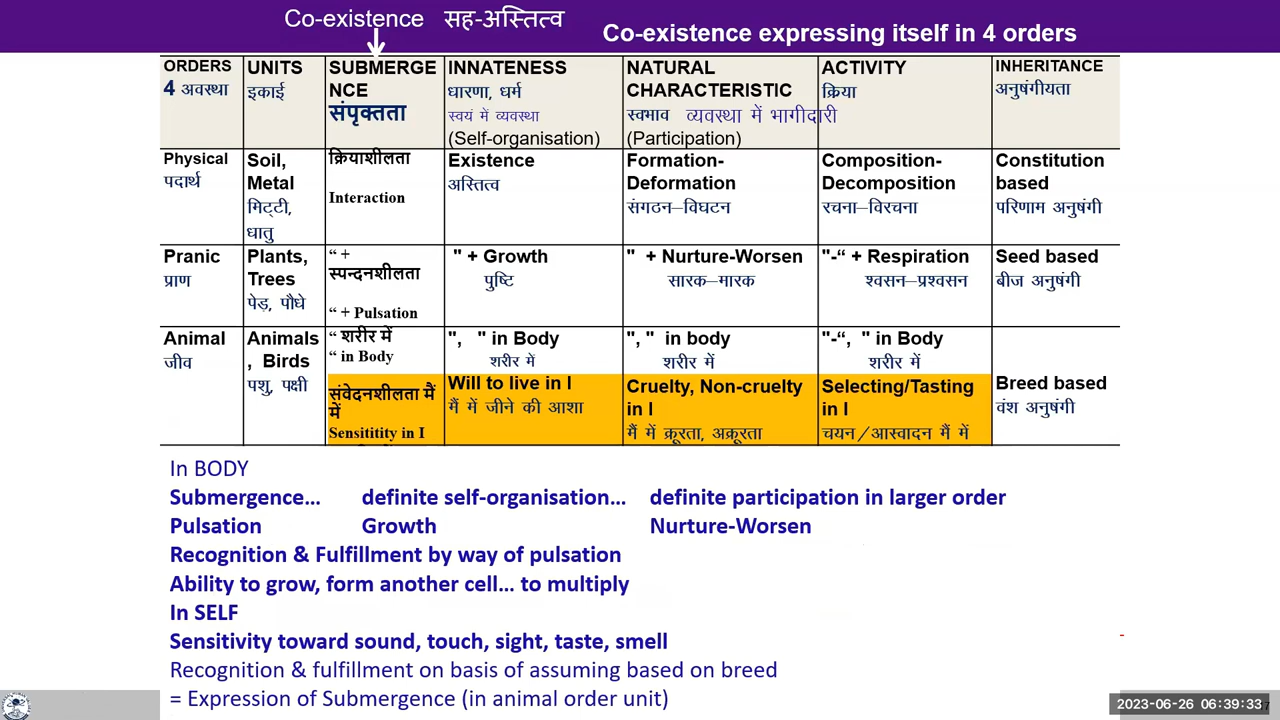 Co-existence सह-अस्तित्व
Co-existence expressing itself in 4 orders
ORDERS
4 अवस्था
UNITS
इकाई
SUBMERGE
NCE
संपृक्तता
INNATENESS
धारणा, धर्म
स्वयं में व्यवस्था
(Self-organisation)
NATURAL
CHARACTERISTIC
स्वभाव व्यवस्था में भागीदारी
(Participation)
ACTIVITY
क्रिया
INHERITANCE
अनुषंगीयता
Physical
पदार्थ
Soil,
Metal
मिट्टी,
धातु
क्रियाशीलता
Interaction
Existence
अस्तित्व
Formation-
Deformation
संगठन–विघटन
Composition-
Decomposition
रचना–विरचना
Constitution
based
परिणाम अनुषंगी
Pranic
प्राण
Plants,
Trees
पेड़, पौधे
“ +
स्पन्दनशीलता
“ + Pulsation
" + Growth
पुष्टि
" + Nurture-Worsen
सारक–मारक
"-“ + Respiration
श्वसन–प्रश्वसन
Seed based
बीज अनुषंगी
Animal
जीव
Animals
, Birds
पशु, पक्षी
“ शरीर में
“ in Body
संवेदनशीलता मैं
में
Sensititity in I
", " in Body
शरीर में
Will to live in I
मैं में जीने की आशा
", " in body
शरीर में
Cruelty, Non-cruelty
in I
मैं में क्रूरता, अक्रूरता
"-“, " in Body
शरीर में
Selecting/Tasting
in I
चयन/आस्वादन मैं में
Breed based
वंश अनुषंगी
In BODY
Submergence… definite self-organisation… definite participation in larger order
Pulsation Growth Nurture-Worsen
Recognition & Fulfillment by way of pulsation
Ability to grow, form another cell… to multiply
In SELF
Sensitivity toward sound, touch, sight, taste, smell
Recognition & fulfillment on basis of assuming based on breed
= Expression of Submergence (in animal order unit)
2023-06-26 06:39:33